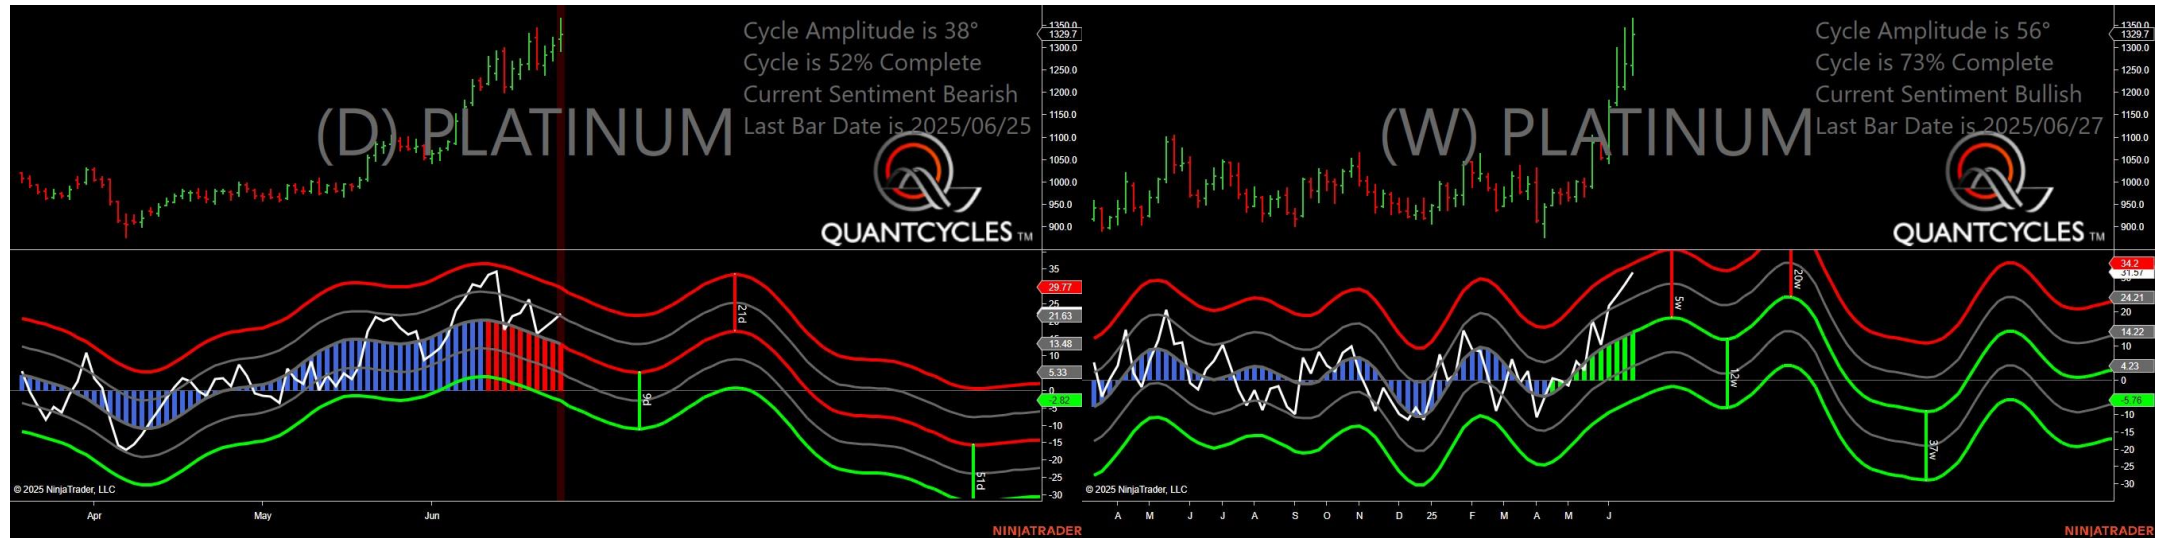 Cycle Amplitude is 38°
Cycle is 52% Complete
Current Sentiment Bearish
Last Bar Date is 2025/06/25
(D) PLATINUM
QUANTCYCLES TM
1350.0
1329.7
1300.0
1250.0
1200.0
1150.0
1100.0
1050.0
1000.0
950.0
900.0
35
29.77
25
21.63
13.48
10
5.33
0
-2.82
-5
-10
-15
-20
-25
-30
9d
21d
51d
© 2025 NinjaTrader, LLC
Apr
May
Jun
NINJATRADER
Cycle Amplitude is 56°
Cycle is 73% Complete
Current Sentiment Bullish
Last Bar Date is 2025/06/27
(W) PLATINUM
QUANTCYCLES TM
1350.0
1329.7
1300.0
1250.0
1200.0
1150.0
1100.0
1050.0
1000.0
950.0
900.0
34.2
31.57
24.21
20
14.22
10
4.23
0
-5.76
-10
-15
-20
-25
-30
5w
12w
20w
37w
© 2025 NinjaTrader, LLC
A M J J A S O N D 25 F M A M J
NINJATRADER